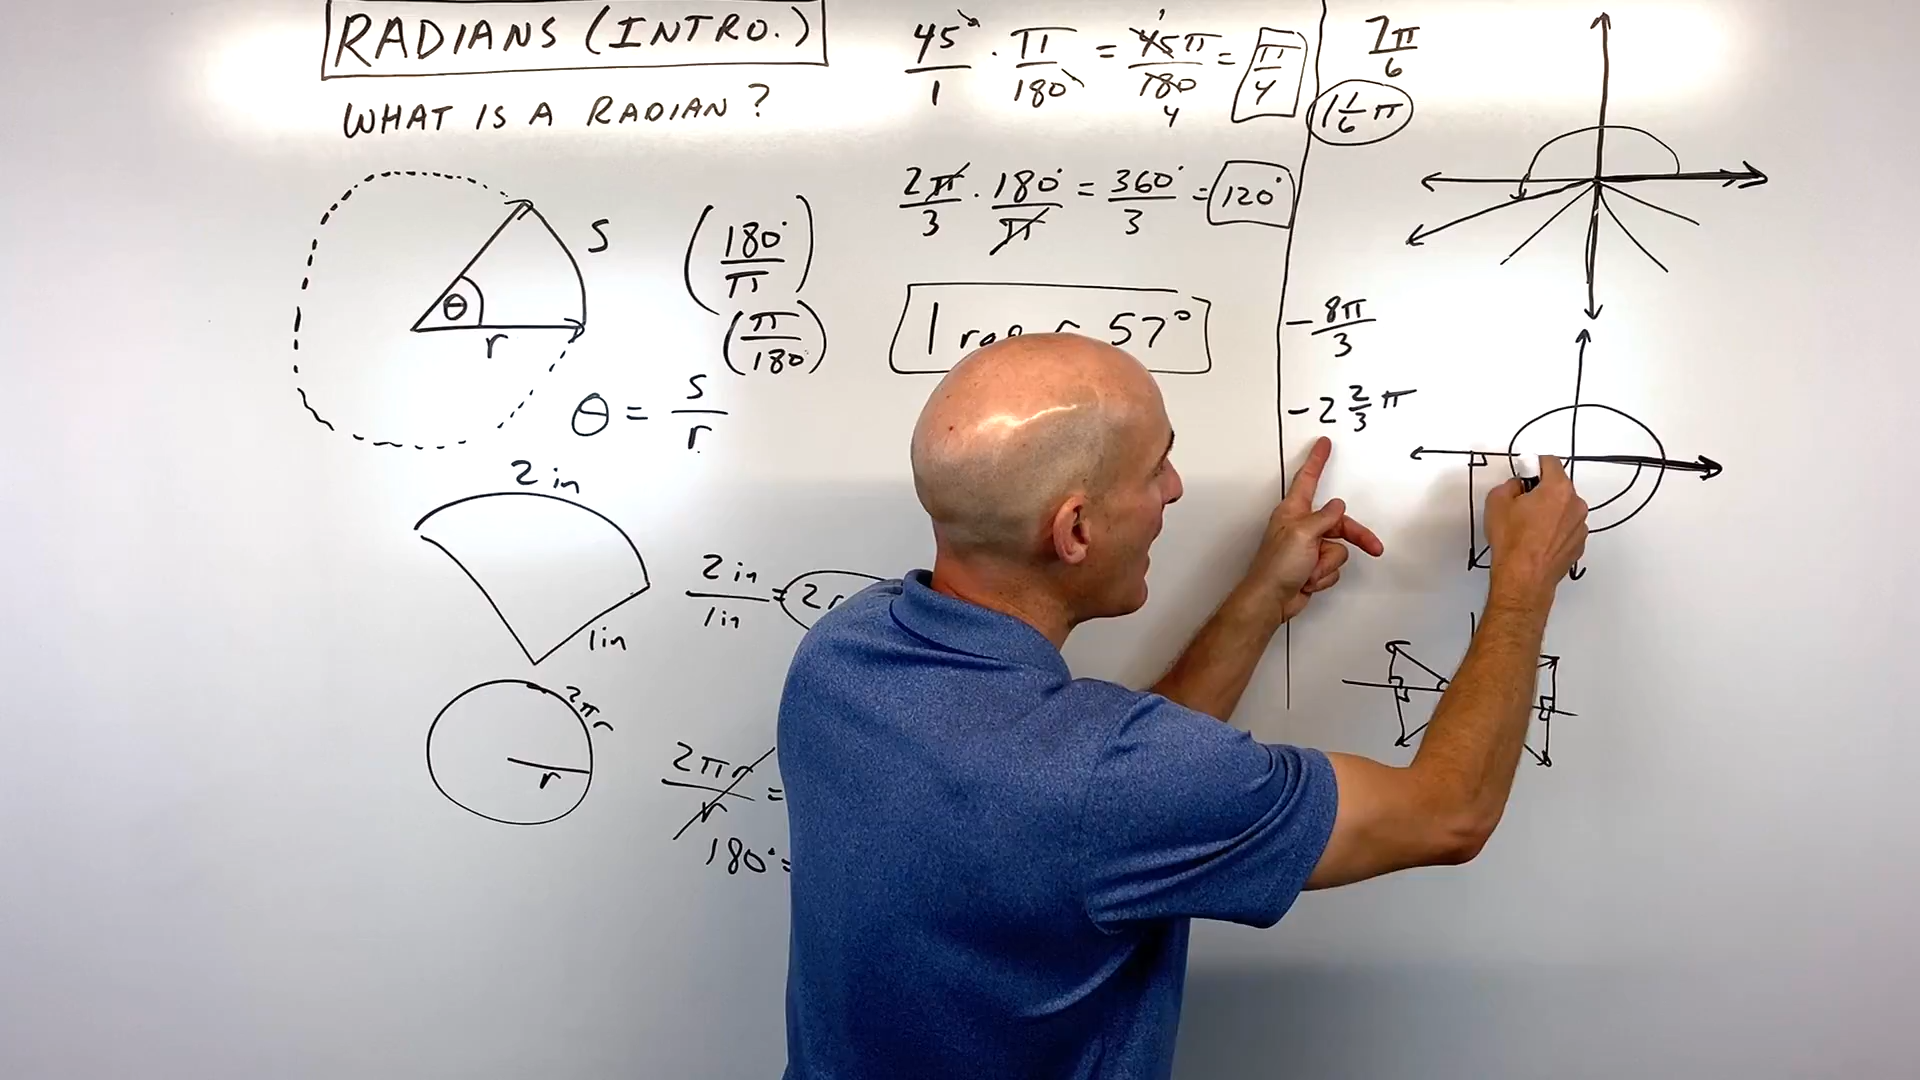 RADIANS (INTRO.)
WHAT IS A RADIAN?
θ
r
s
(180°/π)
(π/180)
θ = s/r
2 in
1 in
2 in/1 in = 2
2πr
r
2πr/r =
180° =
45°/1 · π/180° = 45π/180 = π/4
1
4
2π/3 · 180°/π = 360°/3 = 120°
1 57°
7π/6
1 1/6 π
-8π/3
-2 2/3 π